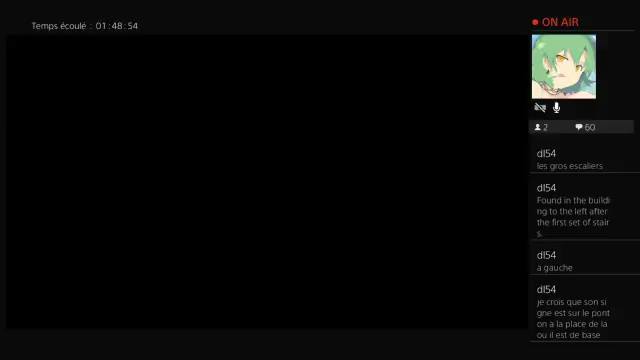 Temps écoulé : 01:48:54
ON AIR
2
60
dl54
les gros escaliers
dl54
Found in the buildi
ng to the left after
the first set of stair
s.
dl54
a gauche
dl54
je crois que son si
gne est sur le pont
on a la place de la
ou il est de base